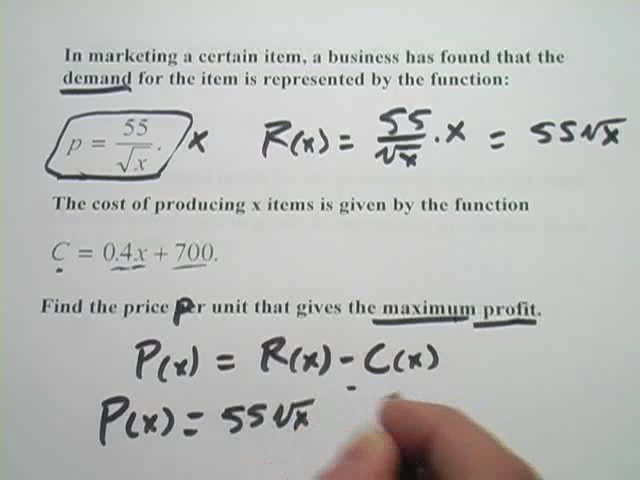 In marketing a certain item, a business has found that the
demand for the item is represented by the function:
p = 55/√x. x R(x) = 55/√x · x = 55√x
The cost of producing x items is given by the function
C = 0.4x + 700.
Find the price per unit that gives the maximum profit.
P(x) = R(x) - C(x)
P(x) = 55√x